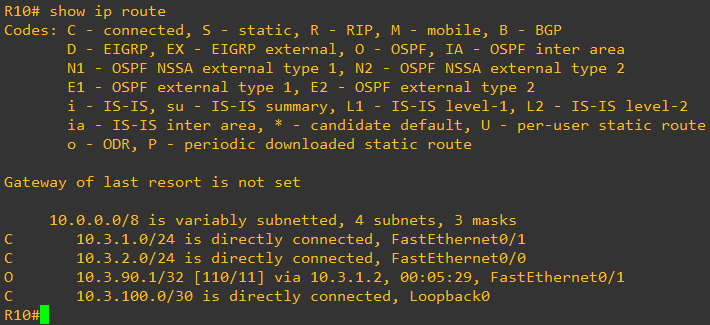 R10# show ip route
Codes: C - connected, S - static, R - RIP, M - mobile, B - BGP
       D - EIGRP, EX - EIGRP external, O - OSPF, IA - OSPF inter area
       N1 - OSPF NSSA external type 1, N2 - OSPF NSSA external type 2
       E1 - OSPF external type 1, E2 - OSPF external type 2
       i - IS-IS, su - IS-IS summary, L1 - IS-IS level-1, L2 - IS-IS level-2
       ia - IS-IS inter area, * - candidate default, U - per-user static route
       o - ODR, P - periodic downloaded static route
Gateway of last resort is not set
     10.0.0.0/8 is variably subnetted, 4 subnets, 3 masks
C       10.3.1.0/24 is directly connected, FastEthernet0/1
C       10.3.2.0/24 is directly connected, FastEthernet0/0
O       10.3.90.1/32 [110/11] via 10.3.1.2, 00:05:29, FastEthernet0/1
C       10.3.100.0/30 is directly connected, Loopback0
R10#